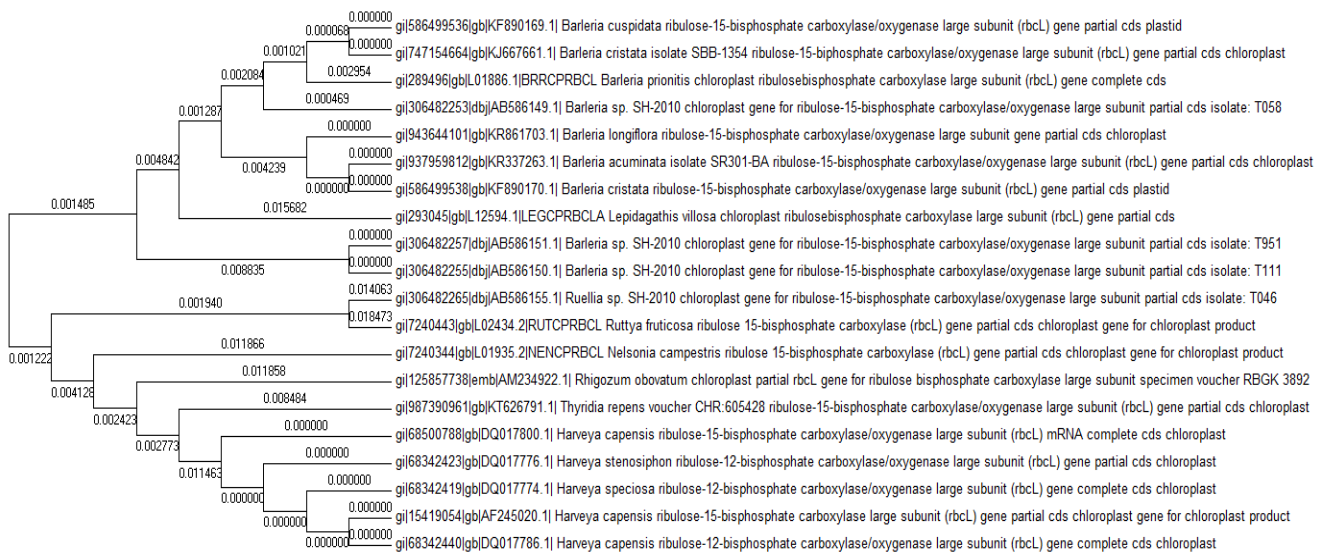 0.000000
gi|586499536|gb|KF890169.1| Barleria cuspidata ribulose-15-bisphosphate carboxylase/oxygenase large subunit (rbcL) gene partial cds plastid
0.000068
0.000000
gi|747154664|gb|KJ667661.1| Barleria cristata isolate SBB-1354 ribulose-15-biphosphate carboxylase/oxygenase large subunit (rbcL) gene partial cds chloroplast
0.001021
0.002954
gi|289496|gb|L01886.1|BRRCPRBCL Barleria prionitis chloroplast ribulosebisphosphate carboxylase large subunit (rbcL) gene complete cds
0.002084
0.000469
gi|306482253|dbj|AB586149.1| Barleria sp. SH-2010 chloroplast gene for ribulose-15-bisphosphate carboxylase/oxygenase large subunit partial cds isolate: T058
0.001287
0.000000
gi|943644101|gb|KR861703.1| Barleria longiflora ribulose-15-bisphosphate carboxylase/oxygenase large subunit gene partial cds chloroplast
0.004842
0.004239
0.000000
gi|937959812|gb|KR337263.1| Barleria acuminata isolate SR301-BA ribulose-15-bisphosphate carboxylase/oxygenase large subunit (rbcL) gene partial cds chloroplast
0.000000
0.000000
gi|586499538|gb|KF890170.1| Barleria cristata ribulose-15-bisphosphate carboxylase/oxygenase large subunit (rbcL) gene partial cds plastid
0.001485
0.015682
gi|293045|gb|L12594.1|LEGCPRBCLA Lepidagathis villosa chloroplast ribulosebisphosphate carboxylase large subunit (rbcL) gene partial cds
0.000000
gi|306482257|dbj|AB586151.1| Barleria sp. SH-2010 chloroplast gene for ribulose-15-bisphosphate carboxylase/oxygenase large subunit partial cds isolate: T951
0.008835
0.000000
gi|306482255|dbj|AB586150.1| Barleria sp. SH-2010 chloroplast gene for ribulose-15-bisphosphate carboxylase/oxygenase large subunit partial cds isolate: T111
0.001940
0.014063
gi|306482265|dbj|AB586155.1| Ruellia sp. SH-2010 chloroplast gene for ribulose-15-bisphosphate carboxylase/oxygenase large subunit partial cds isolate: T046
0.018473
gi|7240443|gb|L02434.2|RUTCPRBCL Ruttya fruticosa ribulose 15-bisphosphate carboxylase (rbcL) gene partial cds chloroplast gene for chloroplast product
0.001222
0.011866
gi|7240344|gb|L01935.2|NENCPRBCL Nelsonia campestris ribulose 15-bisphosphate carboxylase (rbcL) gene partial cds chloroplast gene for chloroplast product
0.004128
0.011858
gi|125857738|emb|AM234922.1| Rhigozum obovatum chloroplast partial rbcL gene for ribulose bisphosphate carboxylase large subunit specimen voucher RBGK 3892
0.002423
0.008484
gi|987390961|gb|KT626791.1| Thyridia repens voucher CHR:605428 ribulose-15-bisphosphate carboxylase/oxygenase large subunit (rbcL) gene partial cds chloroplast
0.002773
0.000000
gi|68500788|gb|DQ017800.1| Harveya capensis ribulose-15-bisphosphate carboxylase/oxygenase large subunit (rbcL) mRNA complete cds chloroplast
0.011463
0.000000
gi|68342423|gb|DQ017776.1| Harveya stenosiphon ribulose-12-bisphosphate carboxylase/oxygenase large subunit (rbcL) gene partial cds chloroplast
0.000000
0.000000
gi|68342419|gb|DQ017774.1| Harveya speciosa ribulose-12-bisphosphate carboxylase/oxygenase large subunit (rbcL) gene complete cds chloroplast
0.000000
0.000000
gi|15419054|gb|AF245020.1| Harveya capensis ribulose-15-bisphosphate carboxylase large subunit (rbcL) gene partial cds chloroplast gene for chloroplast product
0.000000
0.000000
gi|68342440|gb|DQ017786.1| Harveya capensis ribulose-12-bisphosphate carboxylase/oxygenase large subunit (rbcL) gene complete cds chloroplast